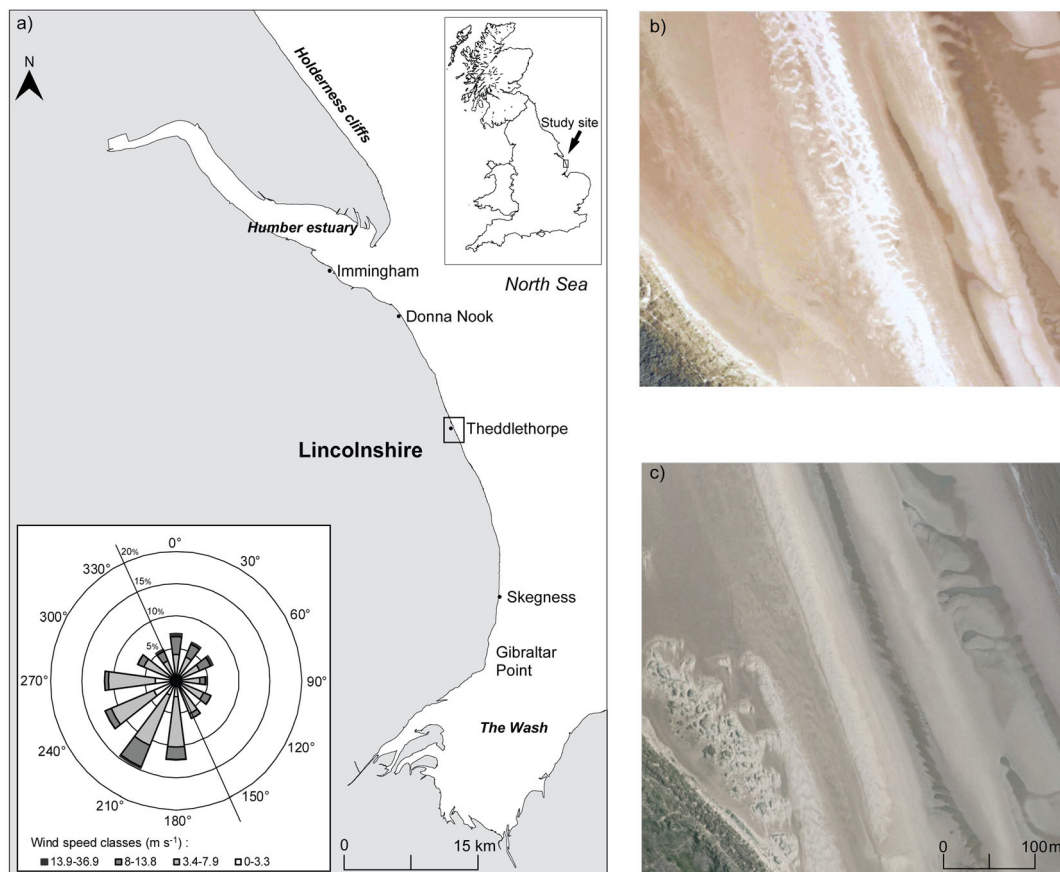 a)
N
Holderness cliffs
Study site
Humber estuary
Immingham
North Sea
Donna Nook
Theddlethorpe
Lincolnshire
Skegness
Gibraltar
Point
The Wash
0 15 km
0°
30°
60°
90°
120°
150°
180°
210°
240°
270°
300°
330°
20%
15%
10%
5%
Wind speed classes (m s⁻¹) :
13.9-36.9 8-13.8 3.4-7.9 0-3.3
b)
c)
0 100m